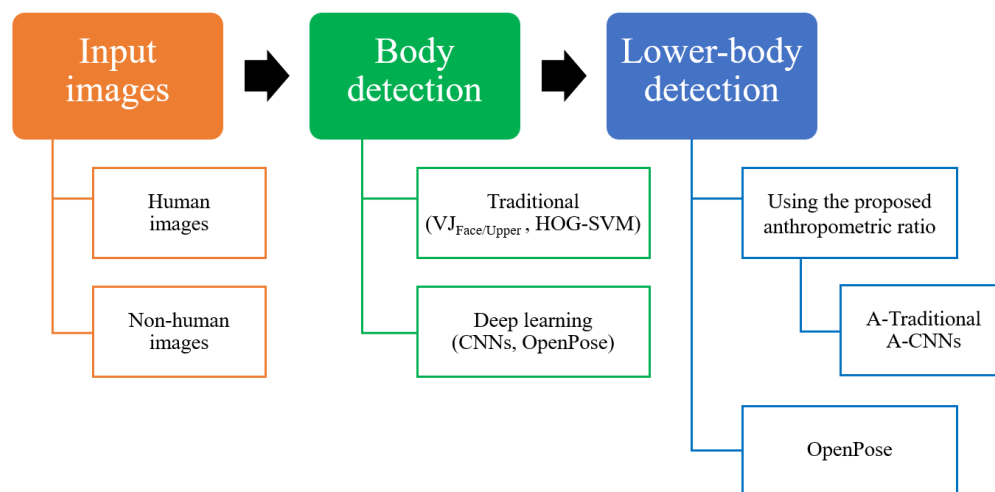 Input
images
Body
detection
Lower-body
detection
Human
images
Non-human
images
Traditional
(VJFace/Upper , HOG-SVM)
Deep learning
(CNNs, OpenPose)
Using the proposed
anthropometric ratio
A-Traditional
A-CNNs
OpenPose